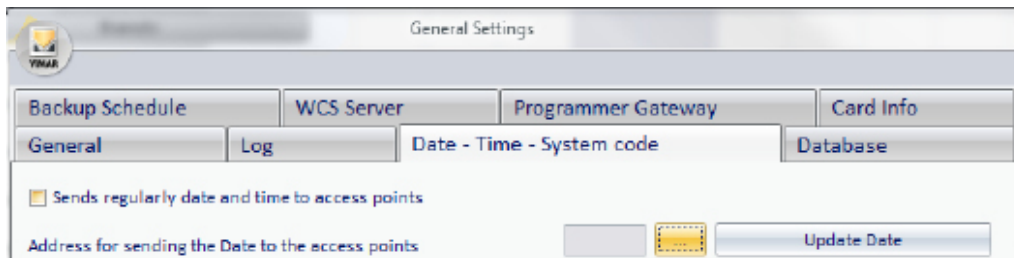 General Settings
VIMAR
Backup Schedule WCS Server Programmer Gateway Card Info
General Log Date - Time - System code Database
Sends regularly date and time to access points
Address for sending the Date to the access points ... Update Date